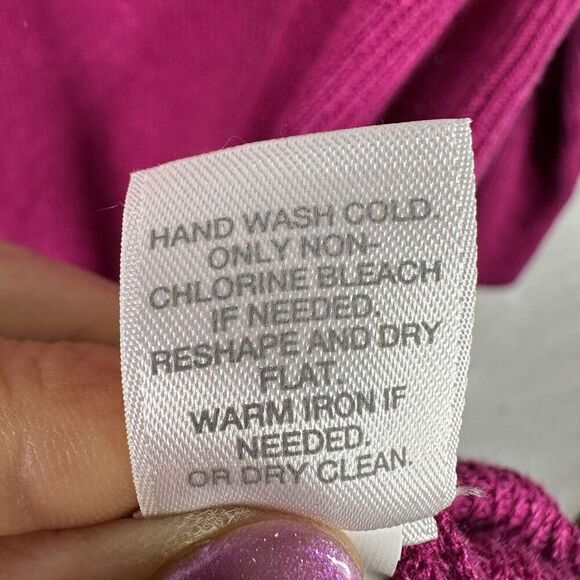 HAND WASH COLD.
ONLY NON-
CHLORINE BLEACH
IF NEEDED.
RESHAPE AND DRY
FLAT.
WARM IRON IF
NEEDED.
OR DRY CLEAN.